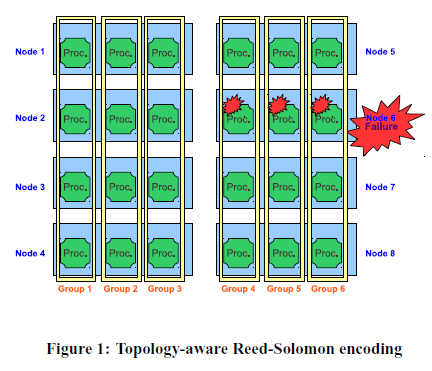 Node 1 Proc. Proc. Proc. Proc. Proc. Proc. Node 5
Node 2 Proc. Proc. Proc. Proc. Proc. Proc. Node 6
Failure
Node 3 Proc. Proc. Proc. Proc. Proc. Proc. Node 7
Node 4 Proc. Proc. Proc. Proc. Proc. Proc. Node 8
Group 1 Group 2 Group 3 Group 4 Group 5 Group 6
Figure 1: Topology-aware Reed-Solomon encoding